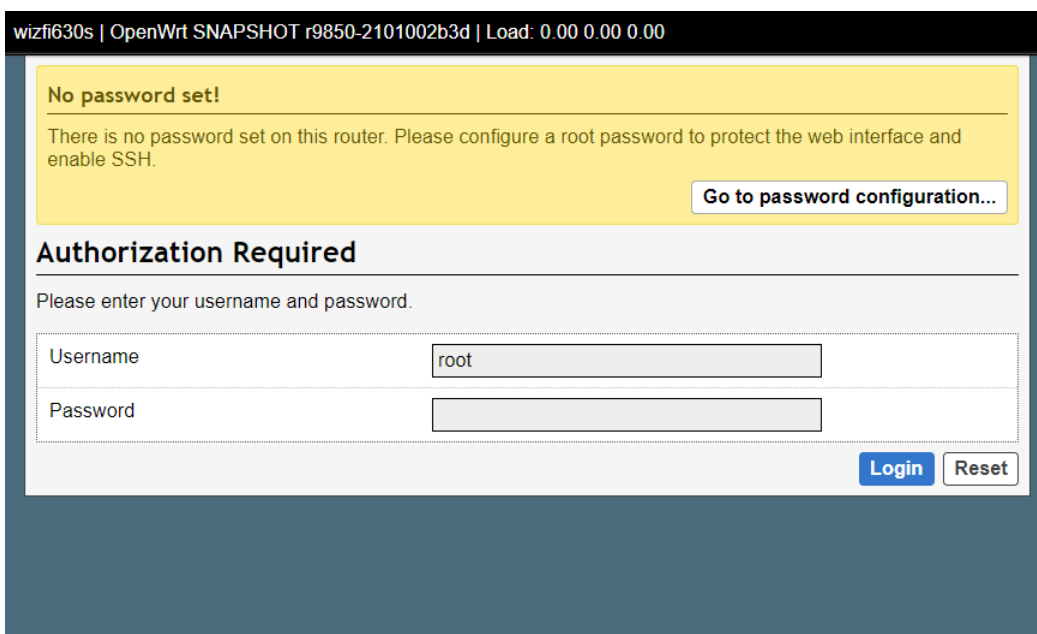 wizfi630s | OpenWrt SNAPSHOT r9850-2101002b3d | Load: 0.00 0.00 0.00
No password set!
There is no password set on this router. Please configure a root password to protect the web interface and
enable SSH.
Go to password configuration...
Authorization Required
Please enter your username and password.
Username
root
Password
Login
Reset